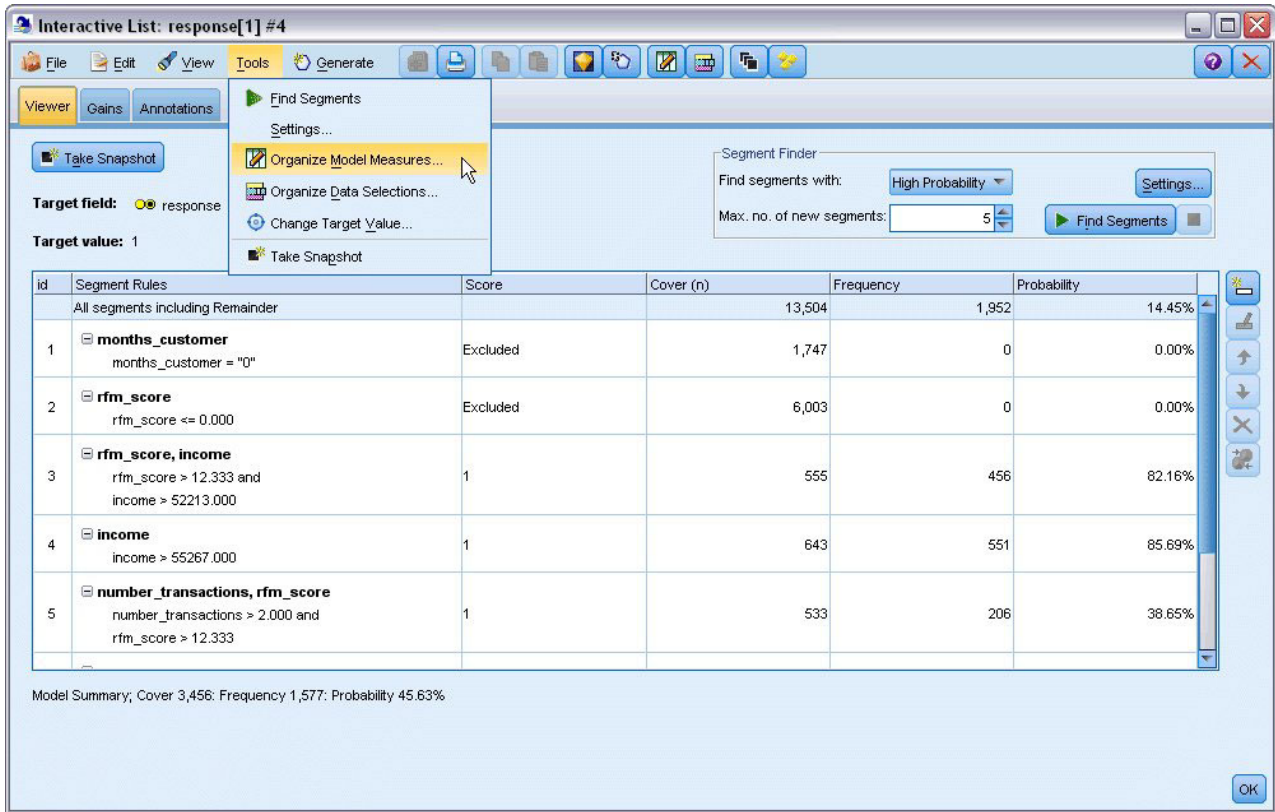 Interactive List: response[1] #4
File Edit View Tools Generate
Viewer Gains Annotations
Find Segments
Settings...
Organize Model Measures...
Organize Data Selections...
Change Target Value...
Take Snapshot
Take Snapshot
Target field: response
Target value: 1
Segment Finder
Find segments with: High Probability Settings...
Max. no. of new segments: 5 Find Segments
id Segment Rules Score Cover (n) Frequency Probability
All segments including Remainder 13,504 1,952 14.45%
months_customer
1 Excluded 1,747 0 0.00%
months_customer = "0"
rfm_score
2 Excluded 6,003 0 0.00%
rfm_score <= 0.000
rfm_score, income
3 rfm_score > 12.333 and 1 555 456 82.16%
income > 52213.000
income
4 1 643 551 85.69%
income > 55267.000
number_transactions, rfm_score
5 number_transactions > 2.000 and 1 533 206 38.65%
rfm_score > 12.333
Model Summary; Cover 3,456: Frequency 1,577: Probability 45.63%
OK